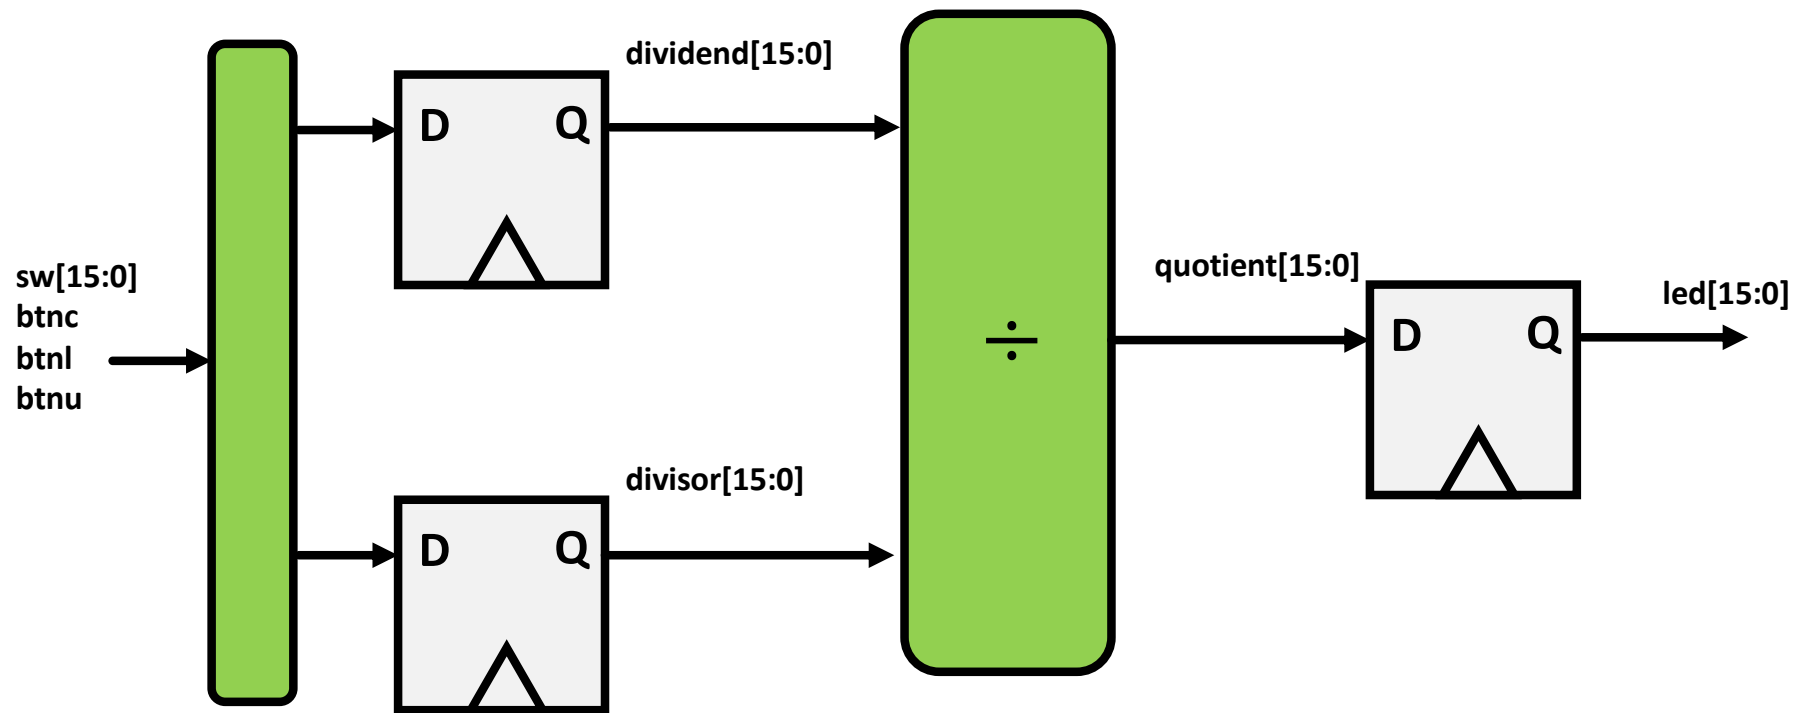 sw[15:0]
btnc
btnl
btnu
D Q
dividend[15:0]
D Q
divisor[15:0]
÷
quotient[15:0]
D Q
led[15:0]